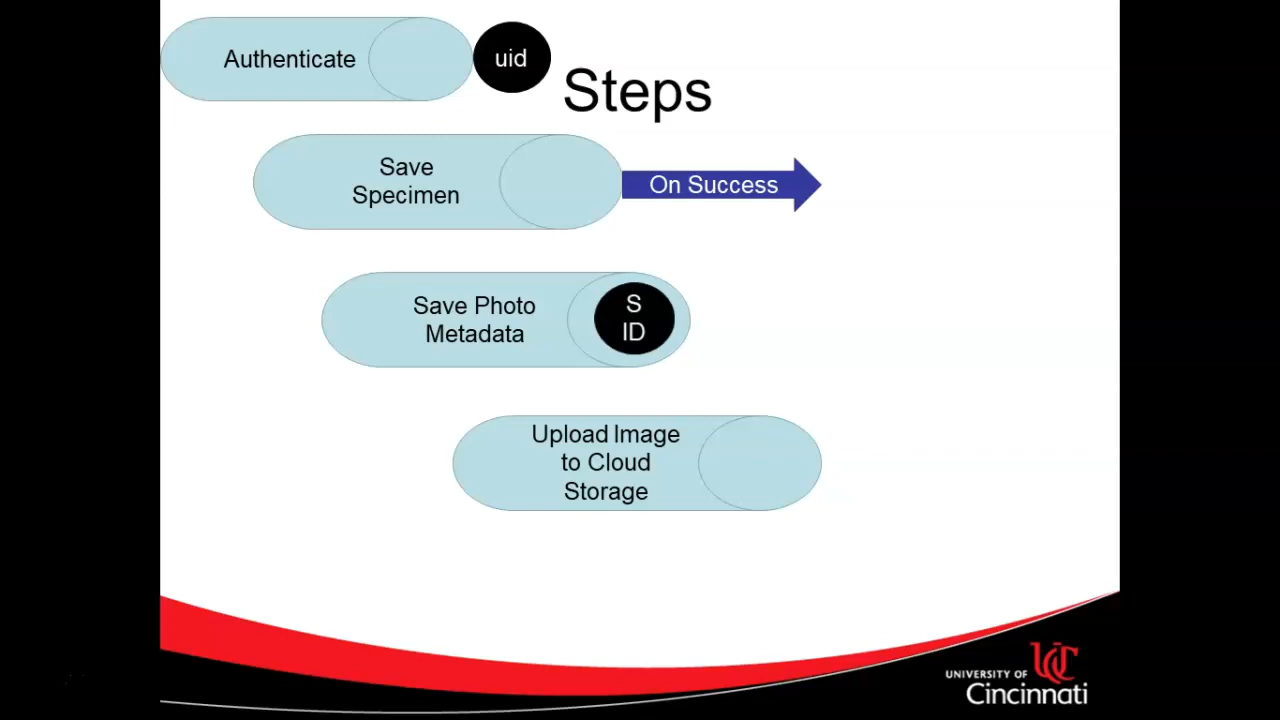 Authenticate
uid
Steps
Save
Specimen
On Success
Save Photo
Metadata
S
ID
Upload Image
to Cloud
Storage
UC
UNIVERSITY OF
Cincinnati